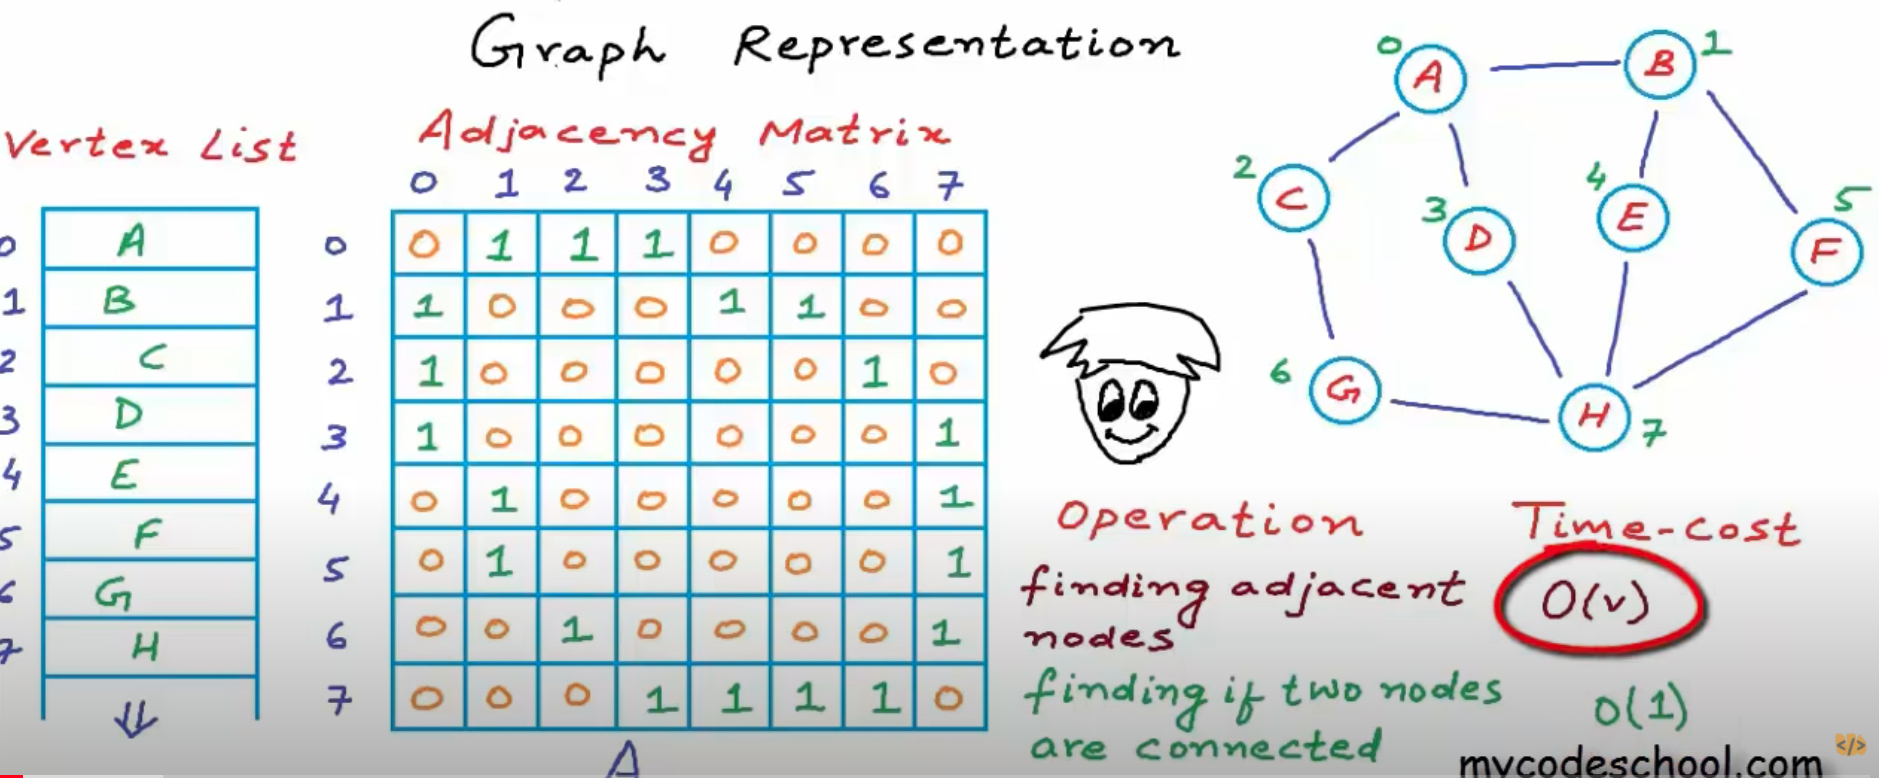 Graph Representation
Vertex List
0 A
1 B
2 C
3 D
4 E
5 F
6 G
7 H
Adjacency Matrix
0 1 2 3 4 5 6 7
0 0 1 1 1 0 0 0 0
1 1 0 0 0 1 1 0 0
2 1 0 0 0 0 0 1 0
3 1 0 0 0 0 0 0 1
4 0 1 0 0 0 0 0 1
5 0 1 0 0 0 0 0 1
6 0 0 1 0 0 0 0 1
7 0 0 0 1 1 1 1 0
A
0 A
B 1
2 C
3 D
4 E
5 F
6 G
H 7
Operation Time-cost
finding adjacent O(v)
nodes
finding if two nodes O(1)
are connected
mycodeschool.com
</>